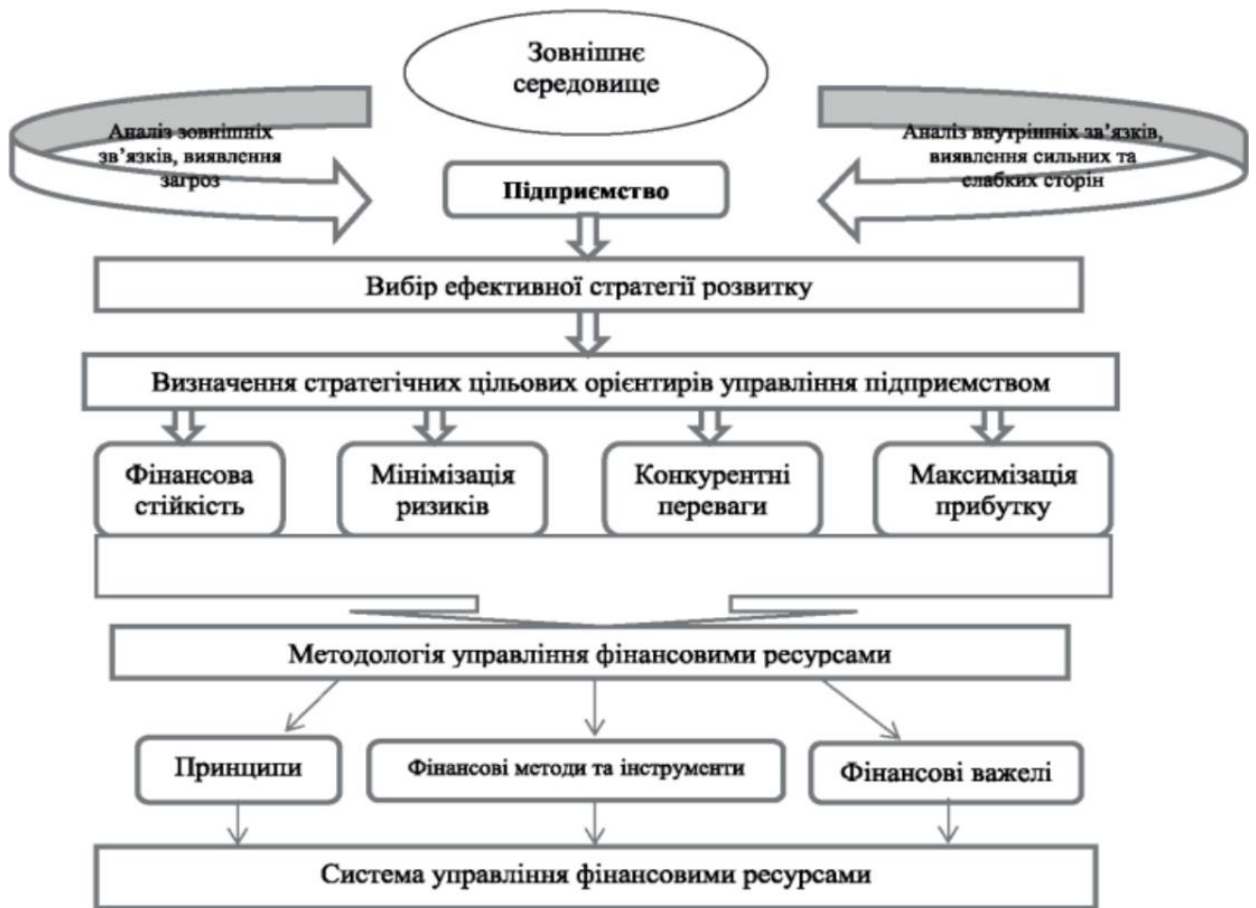 Зовнішнє
середовище
Аналіз зовнішніх
зв’язків, виявлення
загроз
Аналіз внутрішніх зв’язків,
виявлення сильних та
слабких сторін
Підприємство
Вибір ефективної стратегії розвитку
Визначення стратегічних цільових орієнтирів управління підприємством
Фінансова
стійкість
Мінімізація
ризиків
Конкурентні
переваги
Максимізація
прибутку
Методологія управління фінансовими ресурсами
Принципи
Фінансові методи та інструменти
Фінансові важелі
Система управління фінансовими ресурсами